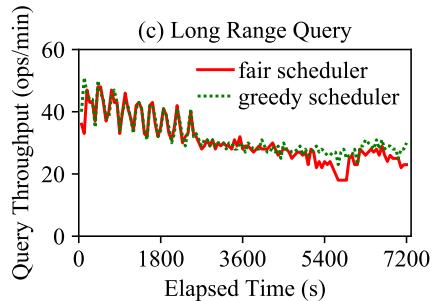 (c) Long Range Query
Query Throughput (ops/min)
60
40
20
0
fair scheduler
greedy scheduler
0 1800 3600 5400 7200
Elapsed Time (s)